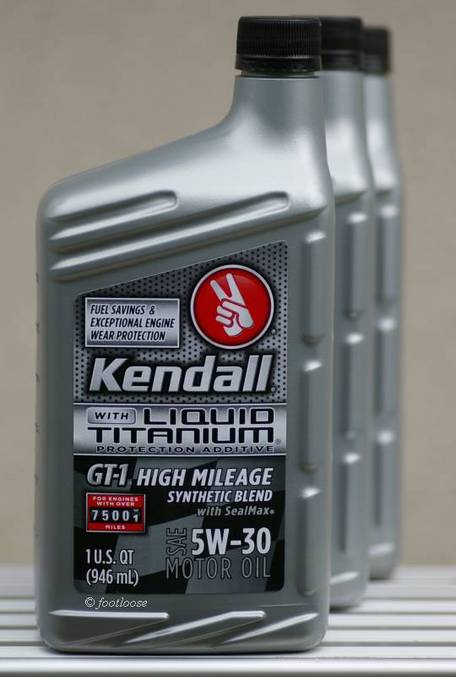 FUEL SAVINGS &
EXCEPTIONAL ENGINE
WEAR PROTECTION
Kendall®
WITH LIQUID
TITANIUM®
PROTECTION ADDITIVE
GT-1 HIGH MILEAGE
SYNTHETIC BLEND
with SealMax®
FOR ENGINES
WITH OVER
75001
MILES
SAE 5W-30
MOTOR OIL
1 U.S. QT
(946 mL)
© footloose